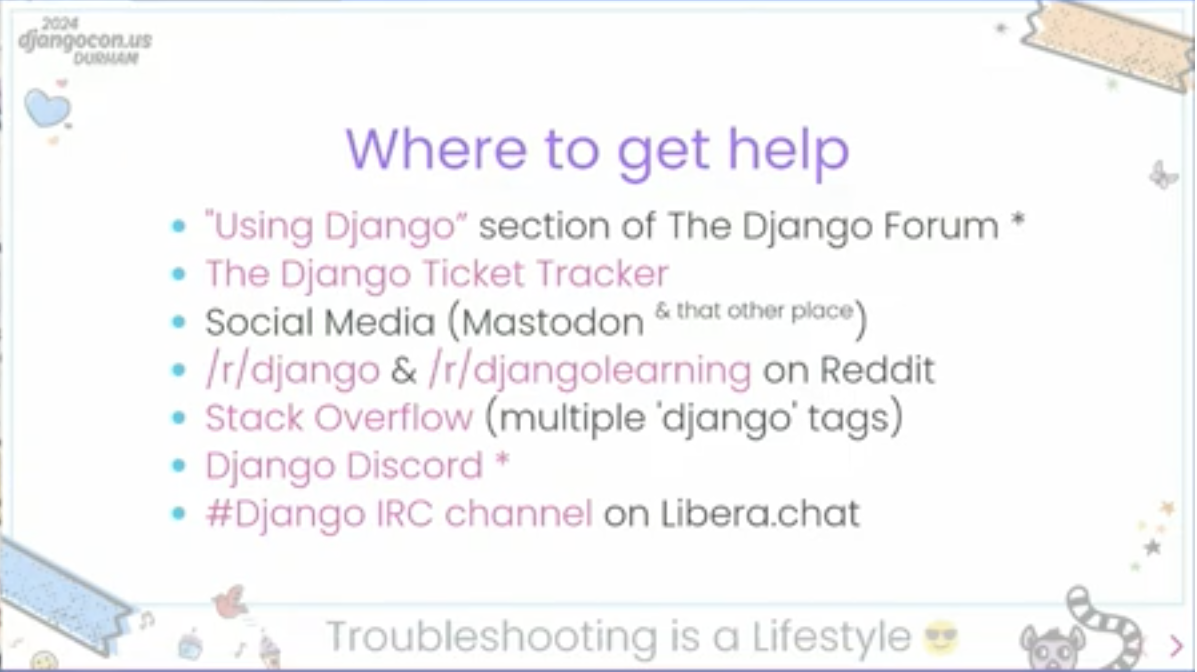 2024
djangocon.us
DURHAM
Where to get help
"Using Django” section of The Django Forum *
The Django Ticket Tracker
Social Media (Mastodon & that other place)
/r/django & /r/djangolearning on Reddit
Stack Overflow (multiple 'django' tags)
Django Discord *
#Django IRC channel on Libera.chat
Troubleshooting is a Lifestyle 😎